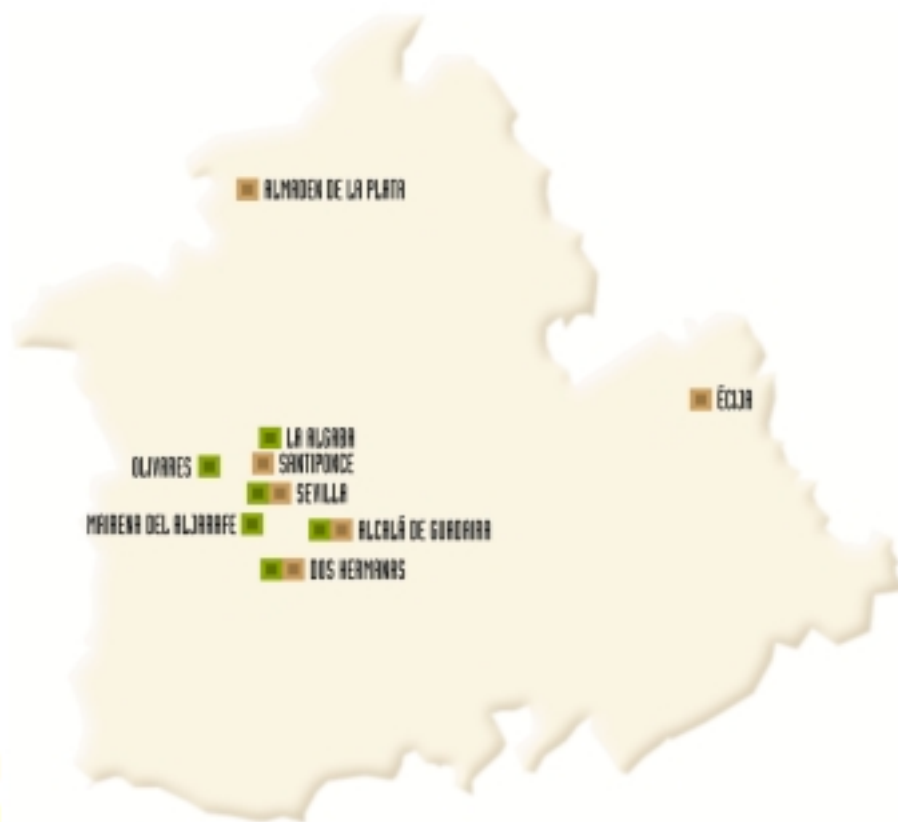 ALMADEN DE LA PLATA
ÉCIJA
LA ALGABA
OLIVARES
SANTIPONCE
SEVILLA
MAIRENA DEL ALJARAFE
ALCALÁ DE GUADAIRA
DOS HERMANAS